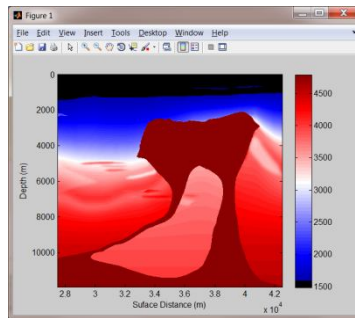 Figure 1
File Edit View Insert Tools Desktop Window Help
0
2000
4000
6000
8000
10000
Depth (m)
2.8 3 3.2 3.4 3.6 3.8 4 4.2
Suface Distance (m)
x 10^4
4500
4000
3500
3000
2500
2000
1500